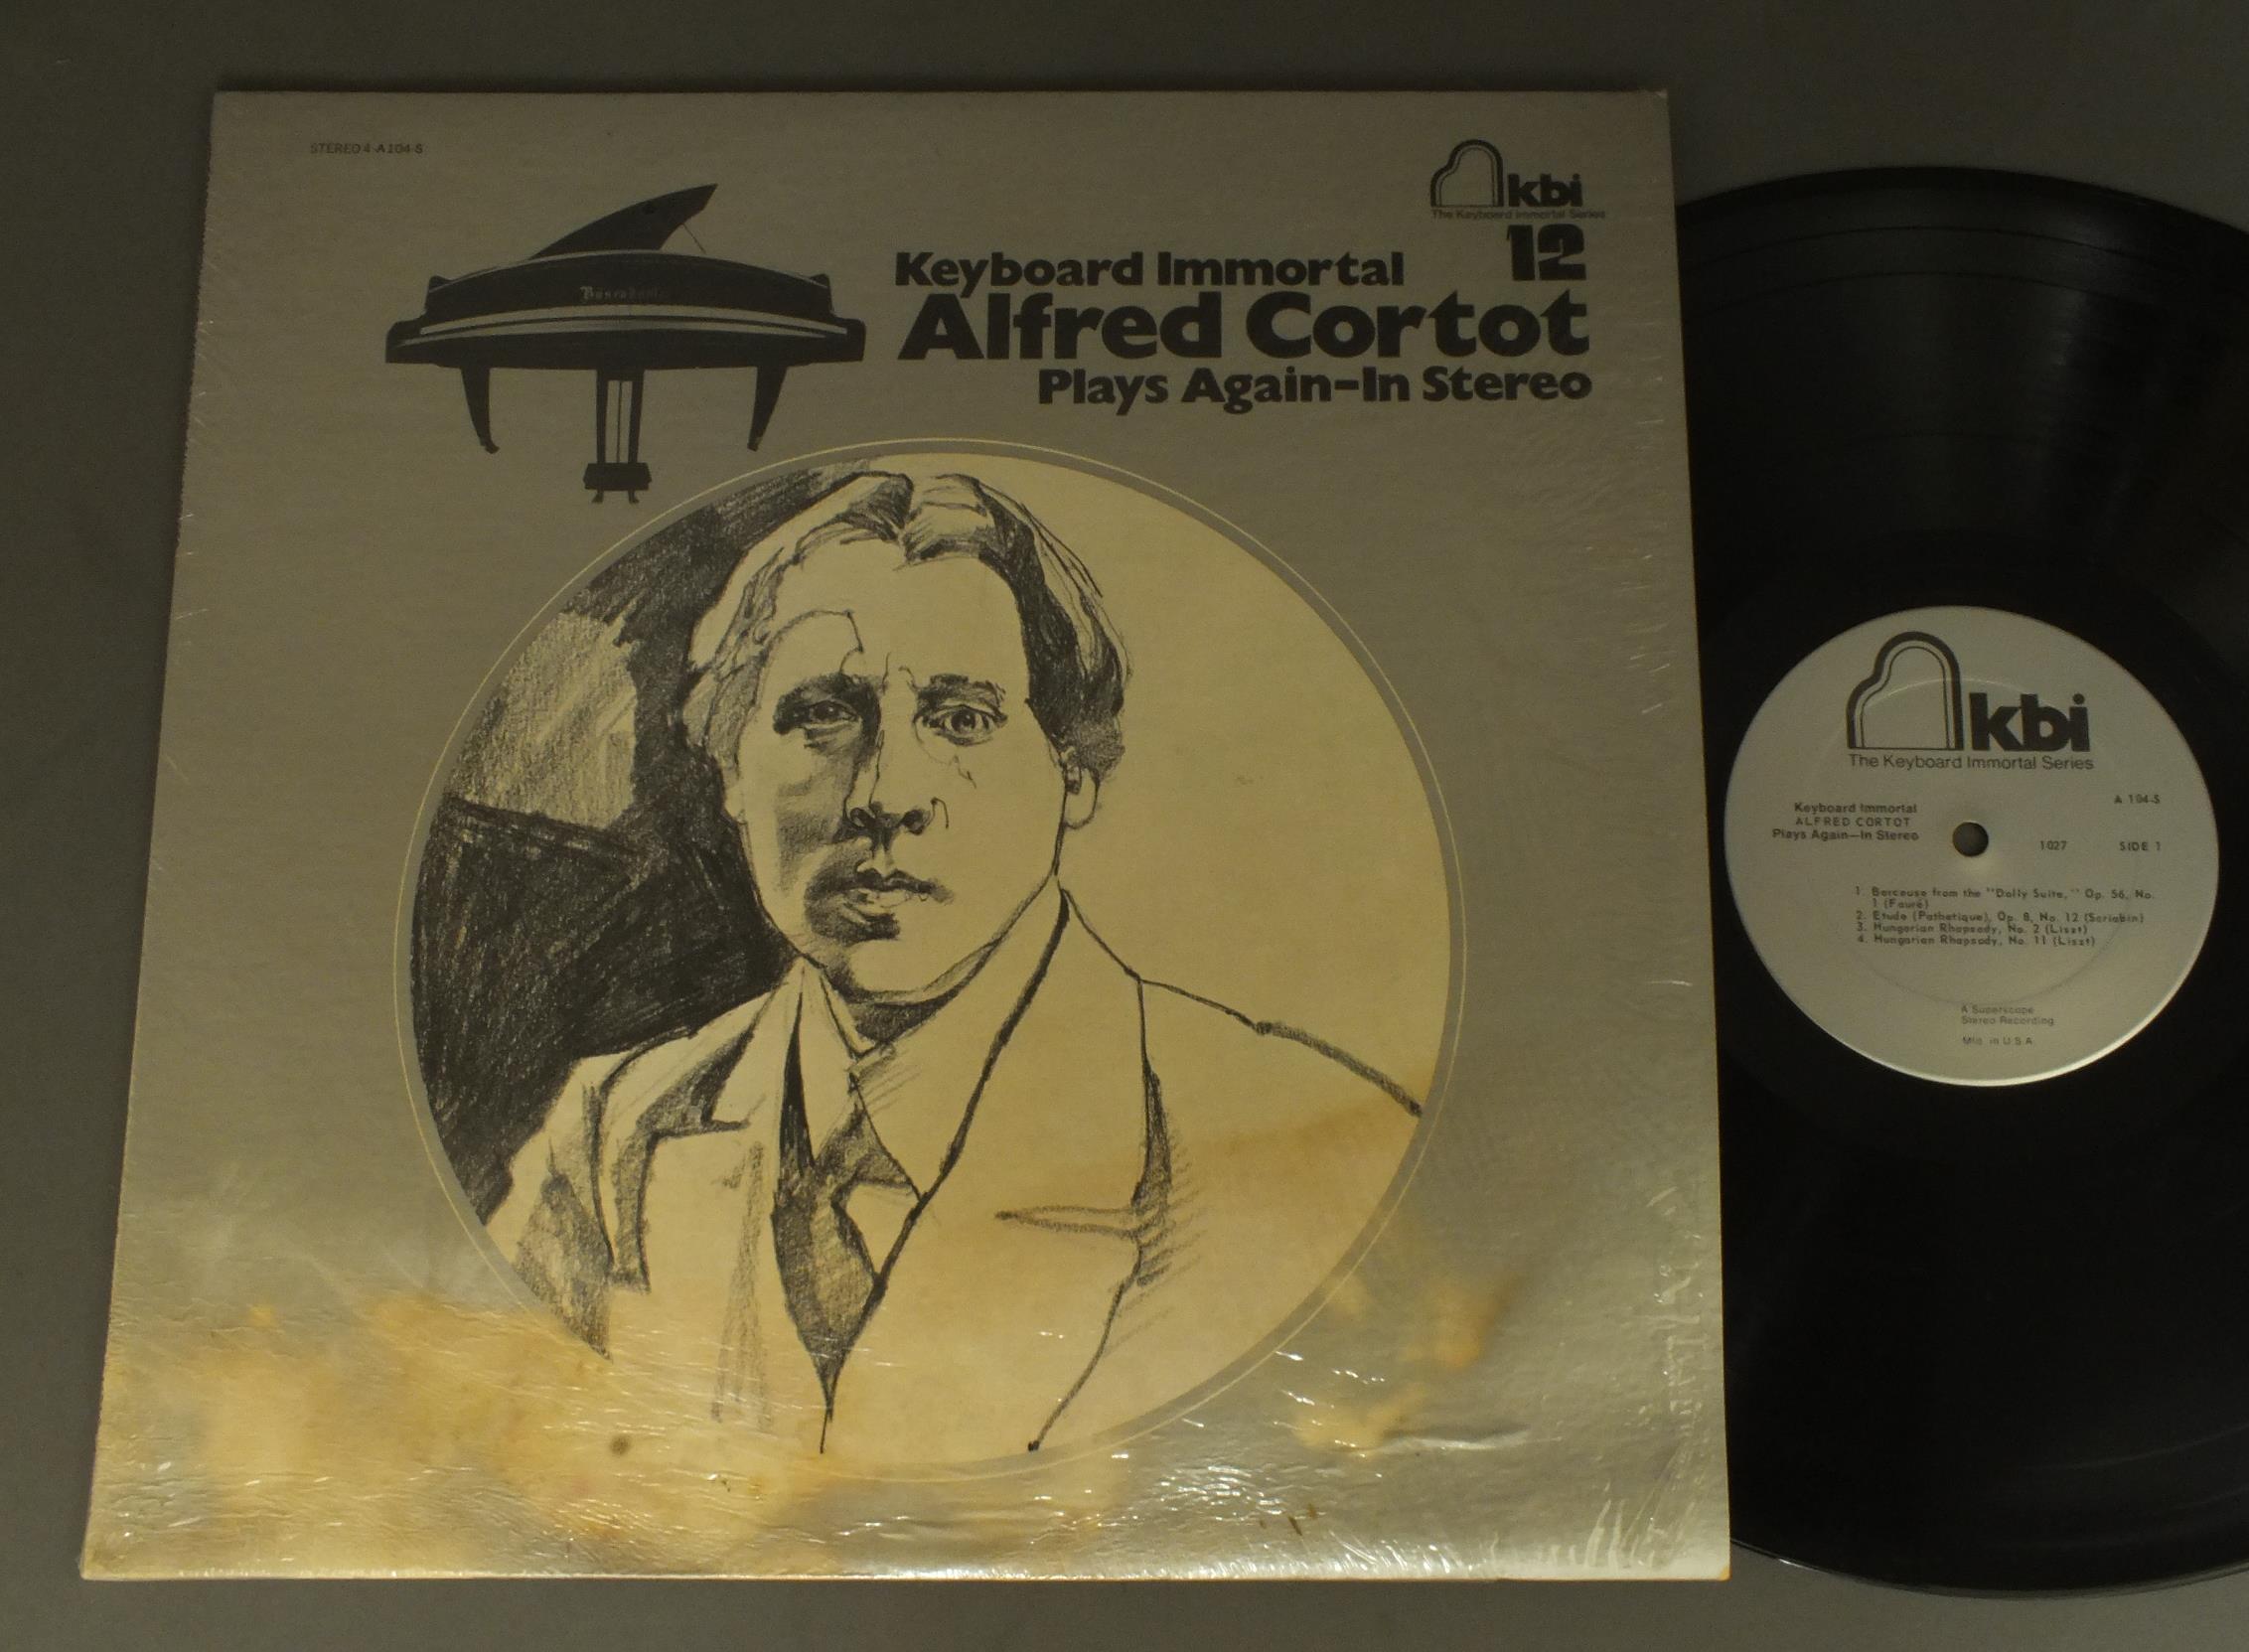 STEREO 4-A104-S
kbi
The Keyboard Immortal Series
12
Keyboard Immortal
Alfred Cortot
Plays Again–In Stereo
kbi
The Keyboard Immortal Series
A 104-S
Keyboard Immortal
ALFRED CORTOT
Plays Again—In Stereo
1027 SIDE 1
1. Berceuse from the "Dolly Suite," Op. 56, No.
1 (Fauré)
2. Etude (Pathetique), Op. 8, No. 12 (Scriabin)
3. Hungarian Rhapsody, No. 2 (Liszt)
4. Hungarian Rhapsody, No. 11 (Liszt)
A Superscope
Stereo Recording
Mfd. in U.S.A.